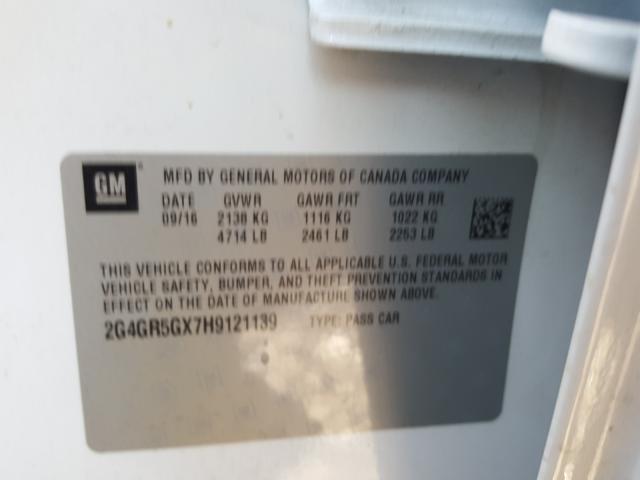 GM
MFD BY GENERAL MOTORS OF CANADA COMPANY
DATE GVWR GAWR FRT GAWR RR
09/16 2138 KG 1116 KG 1022 KG
4714 LB 2461 LB 2253 LB
THIS VEHICLE CONFORMS TO ALL APPLICABLE U.S. FEDERAL MOTOR
VEHICLE SAFETY, BUMPER, AND THEFT PREVENTION STANDARDS IN
EFFECT ON THE DATE OF MANUFACTURE SHOWN ABOVE.
2G4GR5GX7H9121139 TYPE: PASS CAR